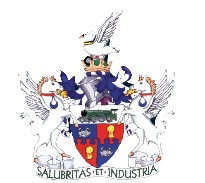 SALUBRITAS · ET · INDUSTRIA